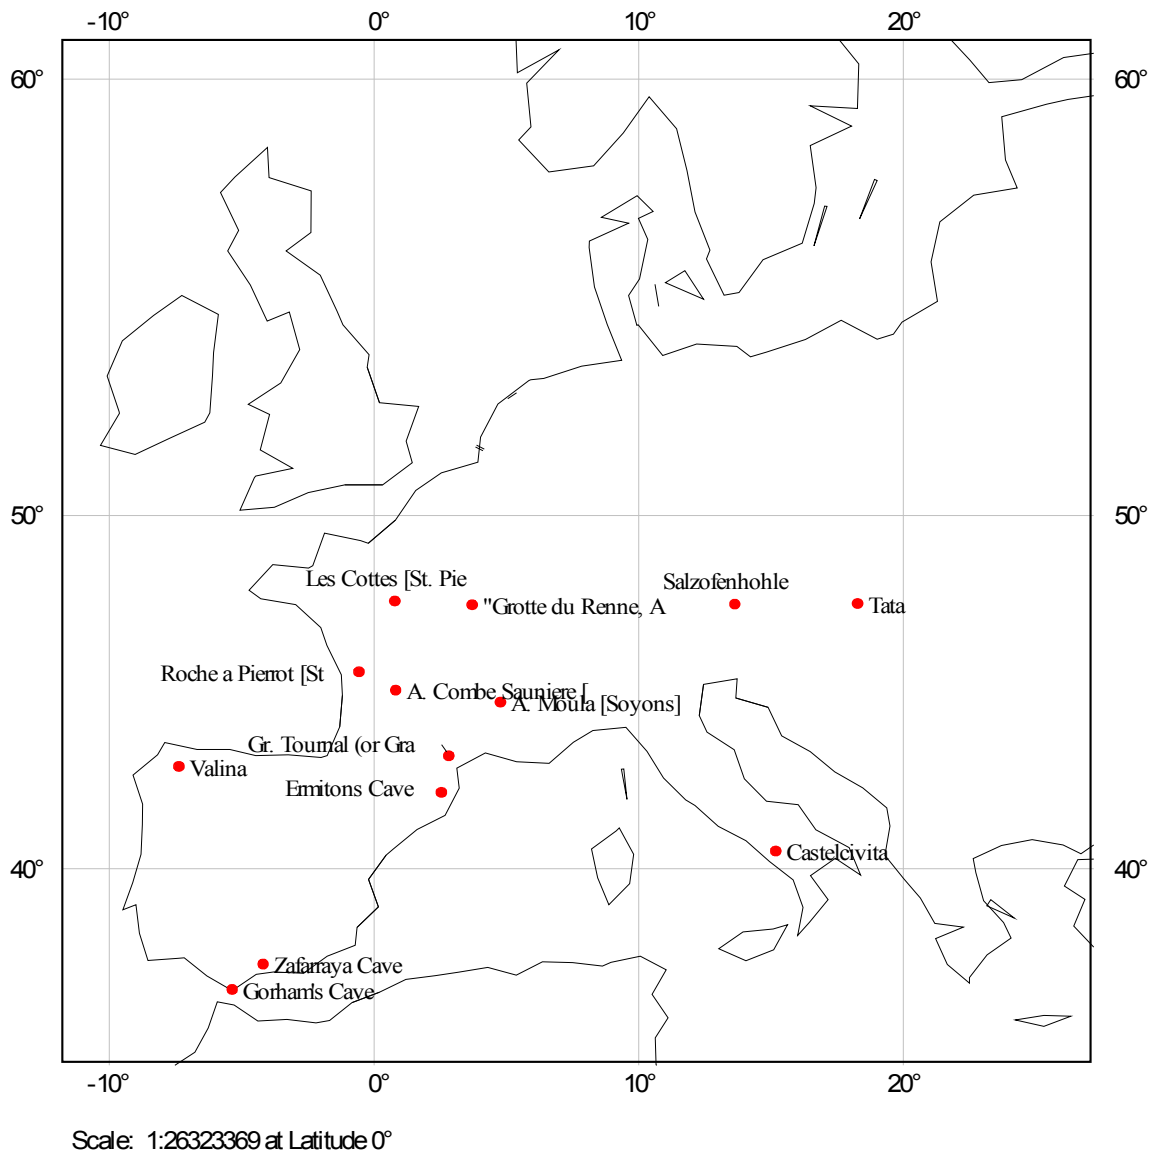 -10° 0° 10° 20°
60° 60°
50° 50°
Les Cottes [St. Pie
Salzofenhohle
"Grotte du Renne, A
Tata
Roche a Pierrot [St
A. Combe Sauniere [
A. Moula [Soyons]
Gr. Tournal (or Gra
Valina
Ermitons Cave
Castelcivita
40° 40°
Zafarraya Cave
Gorham's Cave
-10° 0° 10° 20°
Scale: 1:26323369 at Latitude 0°